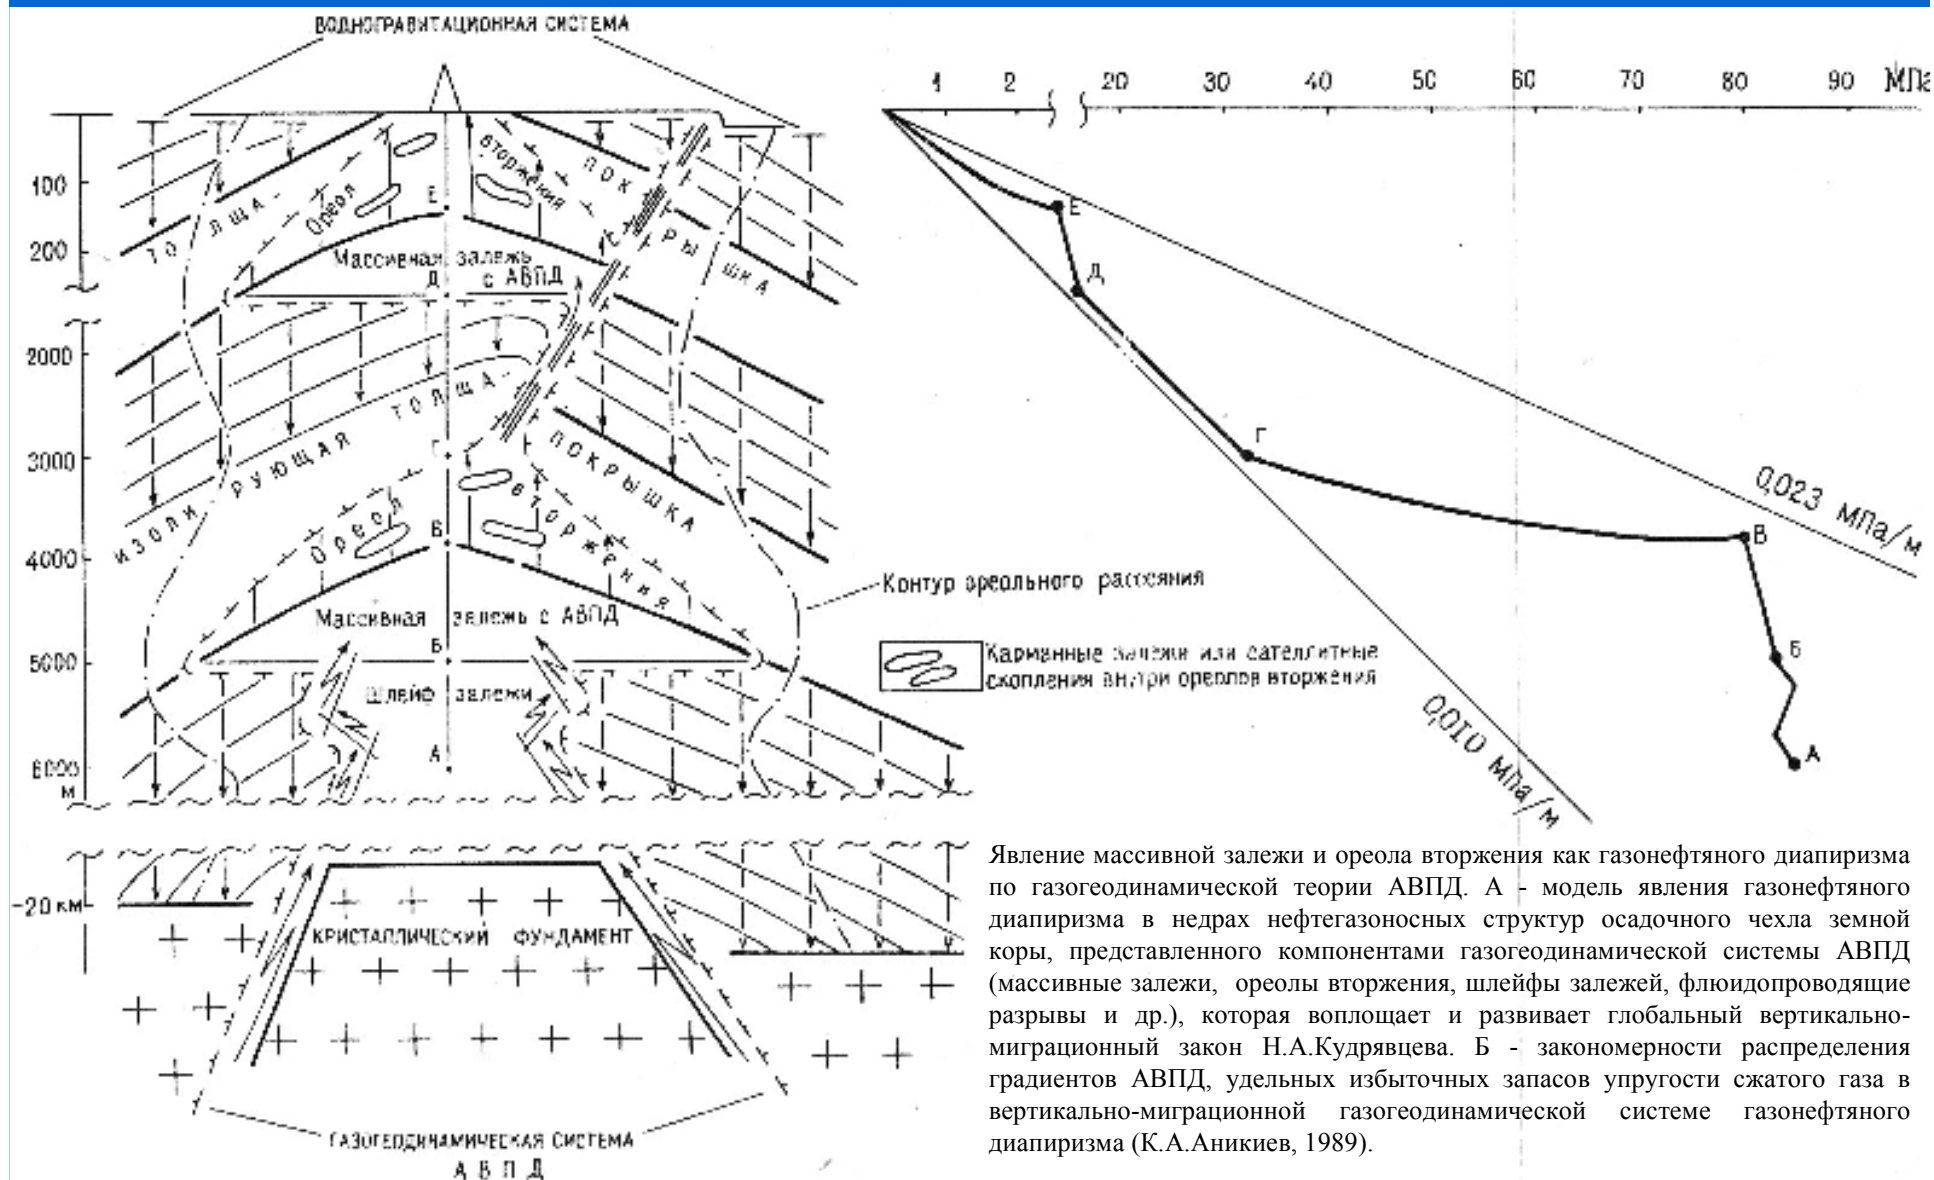 ВОДНОГРАВИТАЦИОННАЯ СИСТЕМА
1 2 20 30 40 50 60 70 80 90 МПа
100
200
2000
3000
4000
5000
6000
м
-20 км
ТОЛЩА-
Ореол
вторжения
ПОКРЫШКА
Е
Массивная залежь
с АВПД
Д
ИЗОЛИРУЮЩАЯ ТОЛЩА-
ПОКРЫШКА
Г
Ореол
вторжения
В
Массивная залежь с АВПД
Б
Шлейф залежи
А
КРИСТАЛЛИЧЕСКИЙ ФУНДАМЕНТ
ГАЗОГЕОДИНАМИЧЕСКАЯ СИСТЕМА
АВПД
Е
Д
Г
В
Б
А
0,023 МПа/м
0,010 МПа/м
Контур ореольного рассеяния
Карманные залежи или сателлитные
скопления внутри ореолов вторжения
Явление массивной залежи и ореола вторжения как газонефтяного диапиризма
по газогеодинамической теории АВПД. А - модель явления газонефтяного
диапиризма в недрах нефтегазоносных структур осадочного чехла земной
коры, представленного компонентами газогеодинамической системы АВПД
(массивные залежи, ореолы вторжения, шлейфы залежей, флюидопроводящие
разрывы и др.), которая воплощает и развивает глобальный вертикально-
миграционный закон Н.А.Кудрявцева. Б - закономерности распределения
градиентов АВПД, удельных избыточных запасов упругости сжатого газа в
вертикально-миграционной газогеодинамической системе газонефтяного
диапиризма (К.А.Аникиев, 1989).